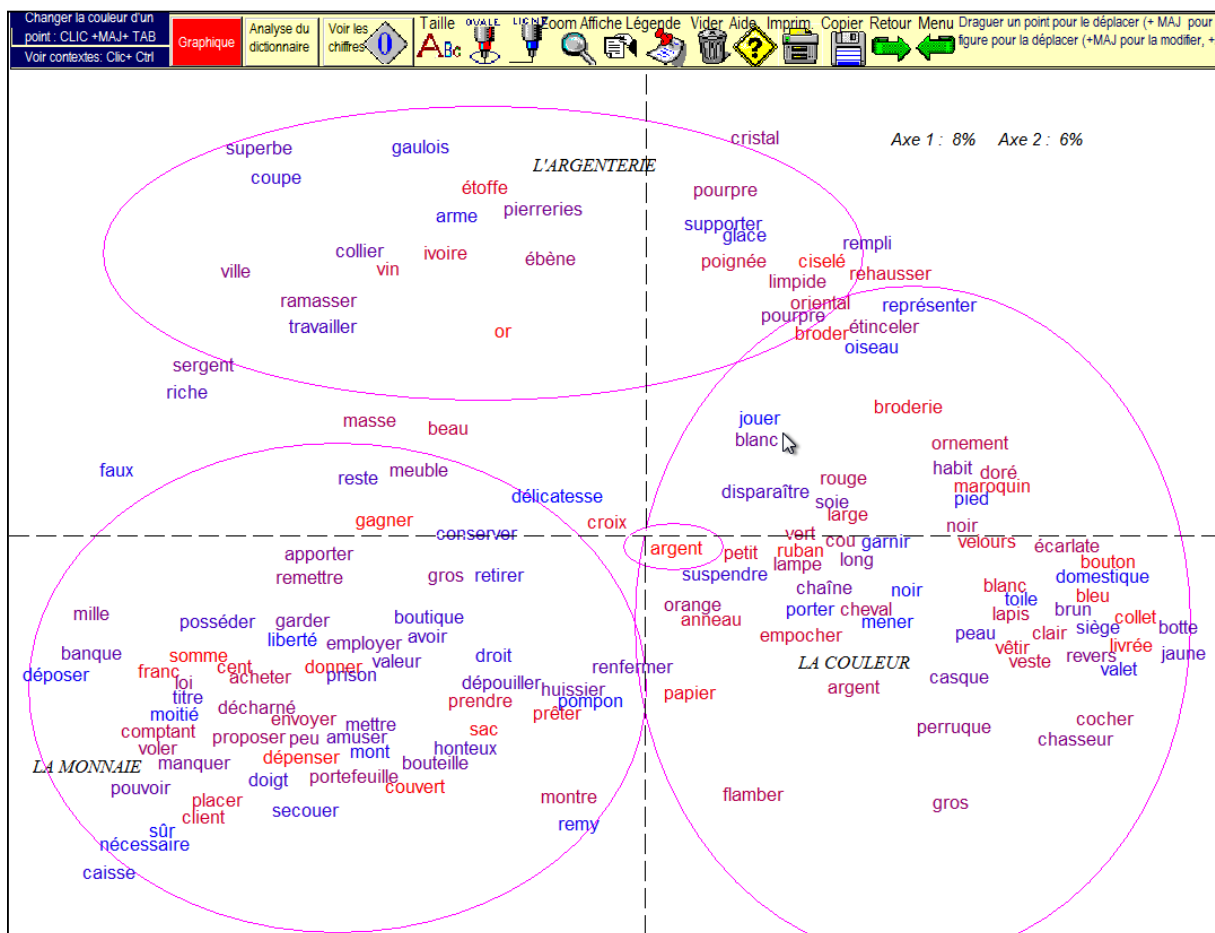 Changer la couleur d'un
point : CLIC +MAJ+ TAB
Voir contextes: Clic+ Ctrl
Graphique
Analyse du
dictionnaire
Voir les
chiffres
0
Taille OVALE LIGNE Zoom Affiche Légende Vider Aide Imprim. Copier Retour Menu
ABc
?
Draguer un point pour le déplacer (+ MAJ pour
figure pour la déplacer (+MAJ pour la modifier, +
cristal
Axe 1 : 8% Axe 2 : 6%
superbe gaulois
L'ARGENTERIE
coupe
étoffe pourpre
arme pierreries
supporter
glace
collier ivoire ébène rempli
ville vin poignée ciselé
rehausser
limpide
ramasser oriental représenter
travailler pourpre
or broder étinceler
oiseau
sergent
riche
masse beau jouer broderie
blanc
ornement
faux reste meuble habit doré
rouge maroquin
délicatesse disparaître soie pied
large
gagner croix noir
conserver vert
argent petit ruban cou garnir velours écarlate
apporter lampe long bouton
remettre gros retirer suspendre domestique
chaîne noir blanc bleu
mille orange porter cheval toile brun
posséder garder boutique anneau mener lapis collet
liberté avoir empocher peau clair siège botte
banque employer vêtir livrée
somme valeur droit LA COULEUR veste revers jaune
déposer franc cent donner prison renfermer valet
loi acheter dépouiller huissier argent casque
titre prendre pompon papier
moitié décharné prêter
envoyer mettre perruque cocher
comptant proposer peu amuser sac chasseur
voler dépenser mont honteux
LA MONNAIE manquer bouteille
pouvoir doigt portefeuille couvert
placer montre flamber gros
client secouer
sûr remy
nécessaire
caisse